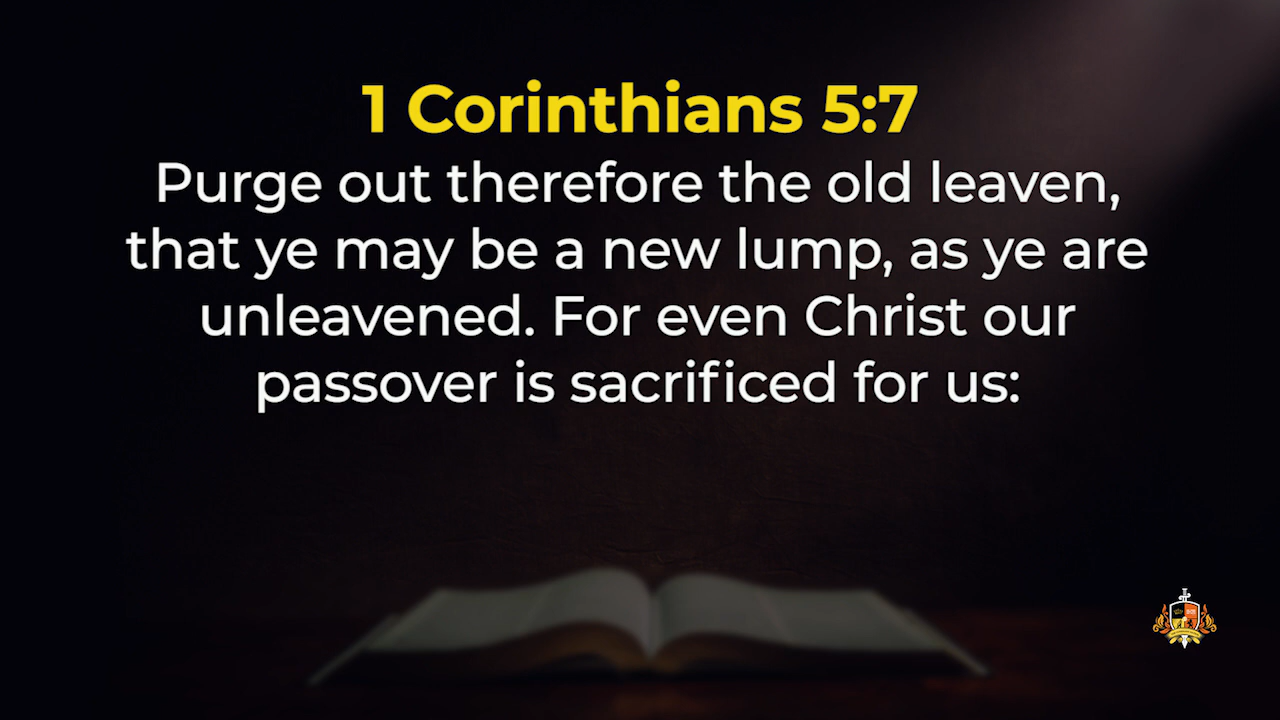 1 Corinthians 5:7
Purge out therefore the old leaven,
that ye may be a new lump, as ye are
unleavened. For even Christ our
passover is sacrificed for us: